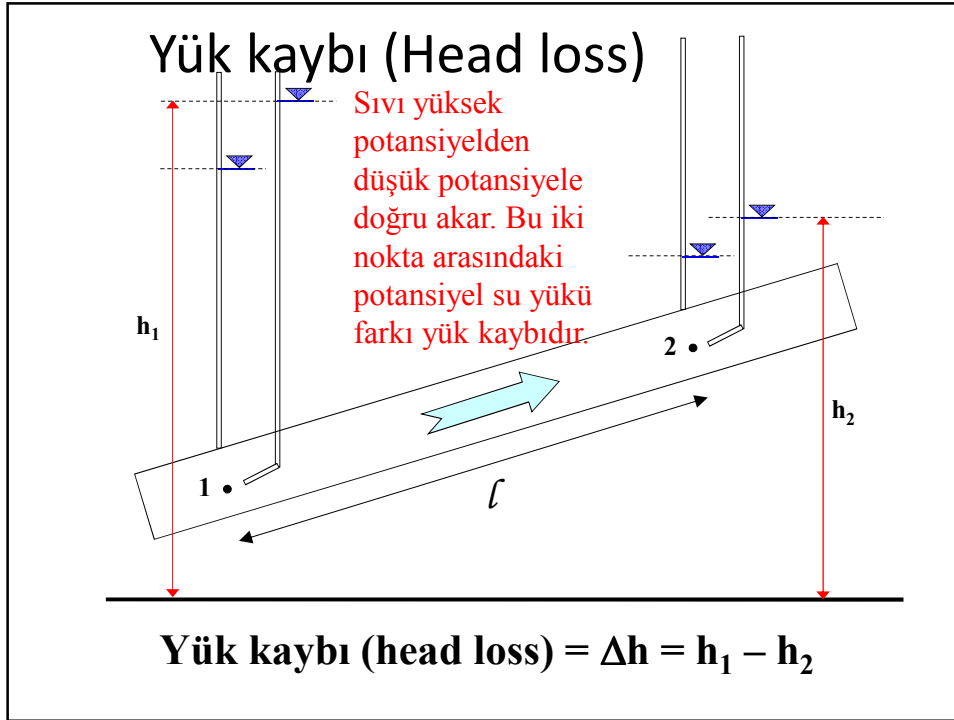 Yük kaybı (Head loss)
Sıvı yüksek
potansiyelden
düşük potansiyele
doğru akar. Bu iki
nokta arasındaki
potansiyel su yükü
farkı yük kaybıdır.
h₁
2
h₂
1
l
Yük kaybı (head loss) = Δh = h₁ – h₂